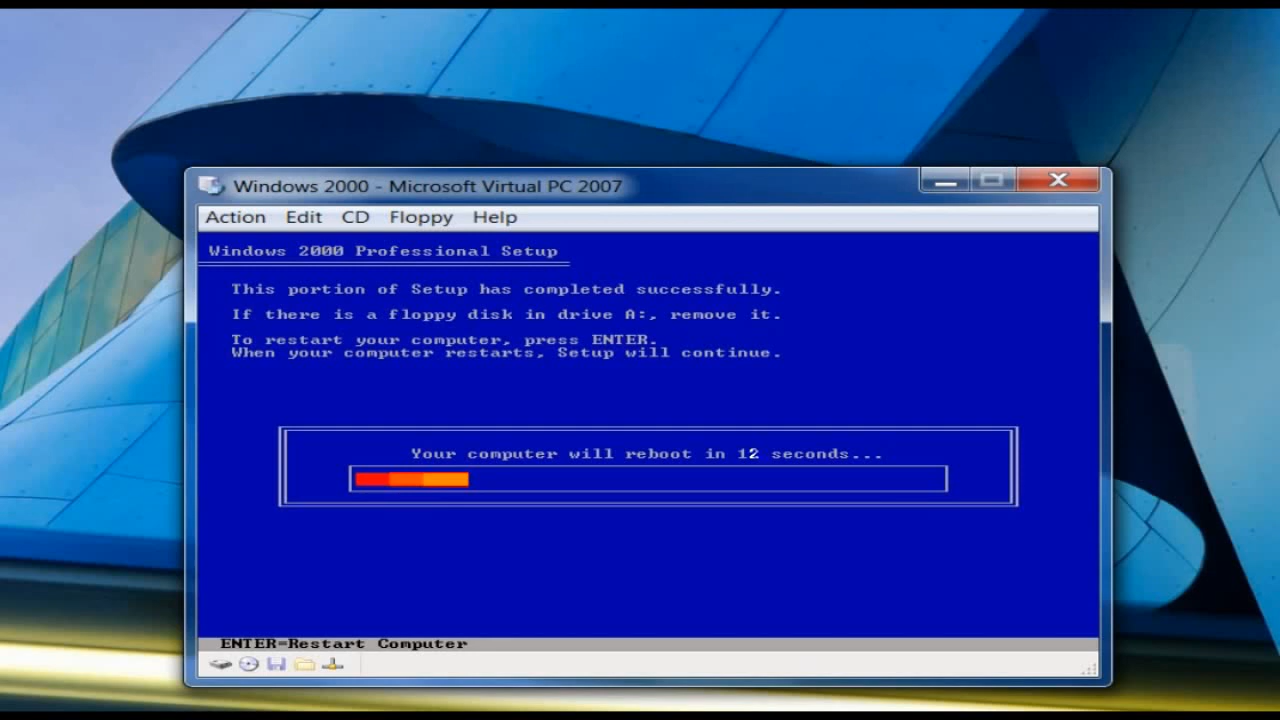 Windows 2000 - Microsoft Virtual PC 2007
Action Edit CD Floppy Help
Windows 2000 Professional Setup
This portion of Setup has completed successfully.
If there is a floppy disk in drive A:, remove it.
To restart your computer, press ENTER.
When your computer restarts, Setup will continue.
Your computer will reboot in 12 seconds...
ENTER=Restart Computer